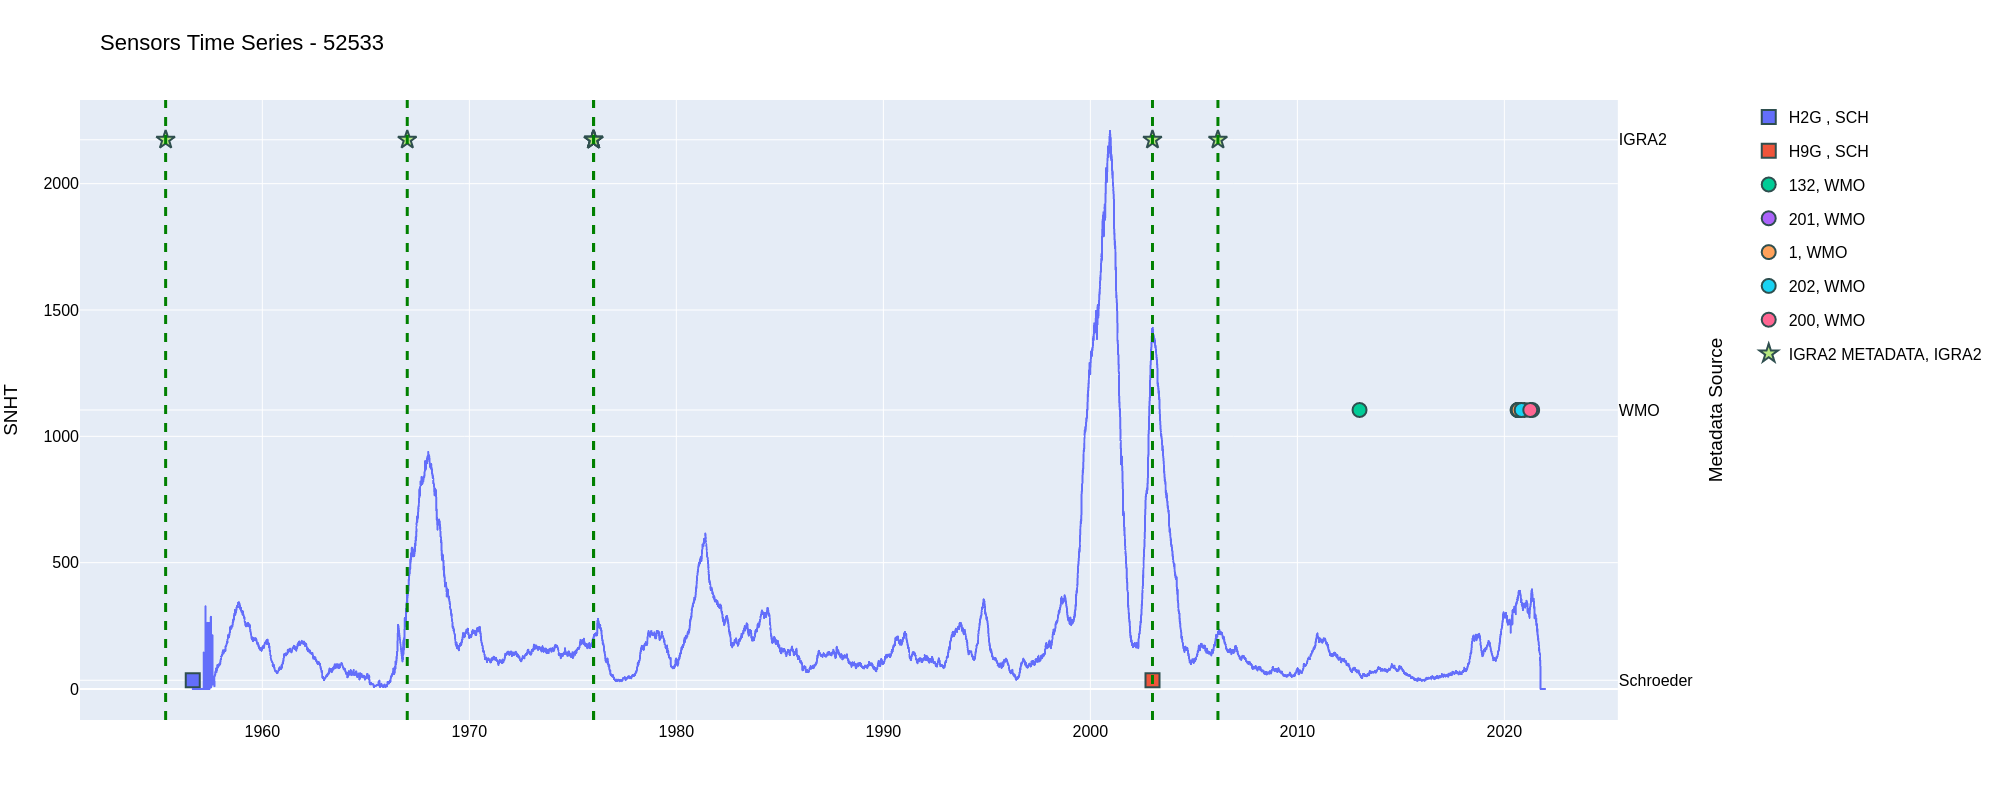 Sensors Time Series - 52533
SNHT
2000
1500
1000
500
0
1960
1970
1980
1990
2000
2010
2020
IGRA2
WMO
Schroeder
Metadata Source
H2G , SCH
H9G , SCH
132, WMO
201, WMO
1, WMO
202, WMO
200, WMO
IGRA2 METADATA, IGRA2